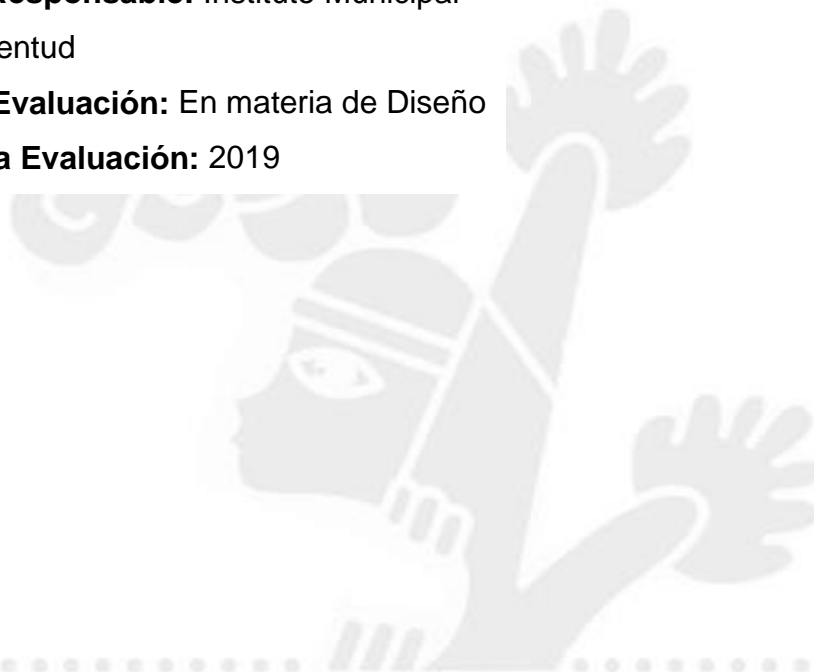 Responsable: Instituto Municipal
entud
Evaluación: En materia de Diseño
a Evaluación: 2019